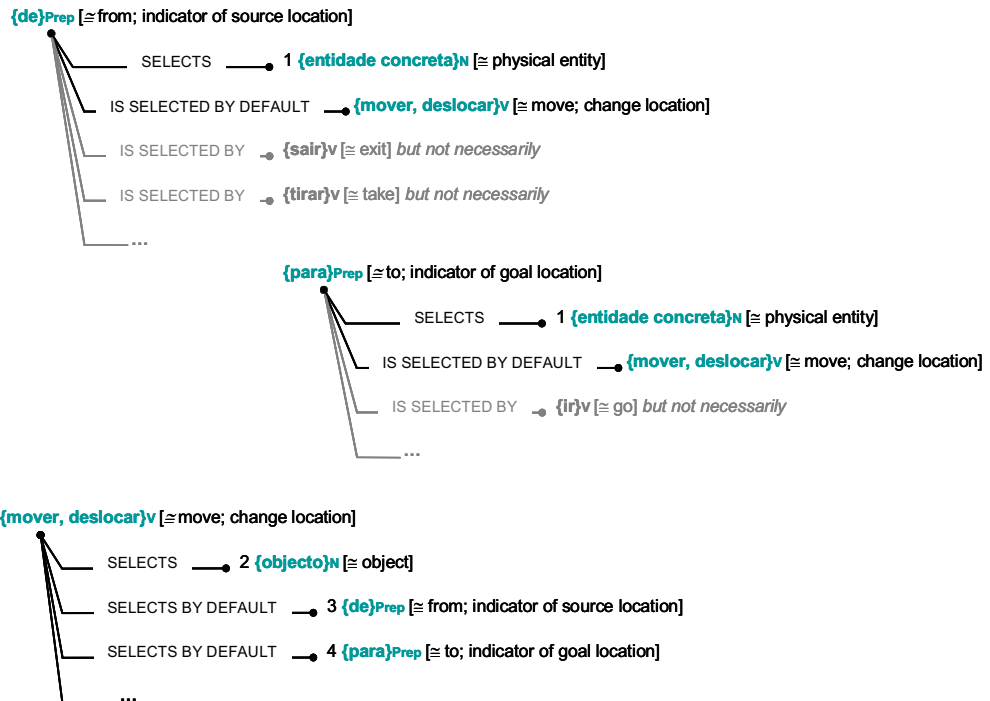 {de}Prep [≅from; indicator of source location]
SELECTS 1 {entidade concreta}N [≅ physical entity]
IS SELECTED BY DEFAULT {mover, deslocar}V [≅ move; change location]
IS SELECTED BY {sair}V [≅ exit] but not necessarily
IS SELECTED BY {tirar}V [≅ take] but not necessarily
...
{para}Prep [≅to; indicator of goal location]
SELECTS 1 {entidade concreta}N [≅ physical entity]
IS SELECTED BY DEFAULT {mover, deslocar}V [≅ move; change location]
IS SELECTED BY {ir}V [≅ go] but not necessarily
...
{mover, deslocar}V [≅move; change location]
SELECTS 2 {objecto}N [≅ object]
SELECTS BY DEFAULT 3 {de}Prep [≅ from; indicator of source location]
SELECTS BY DEFAULT 4 {para}Prep [≅ to; indicator of goal location]
...